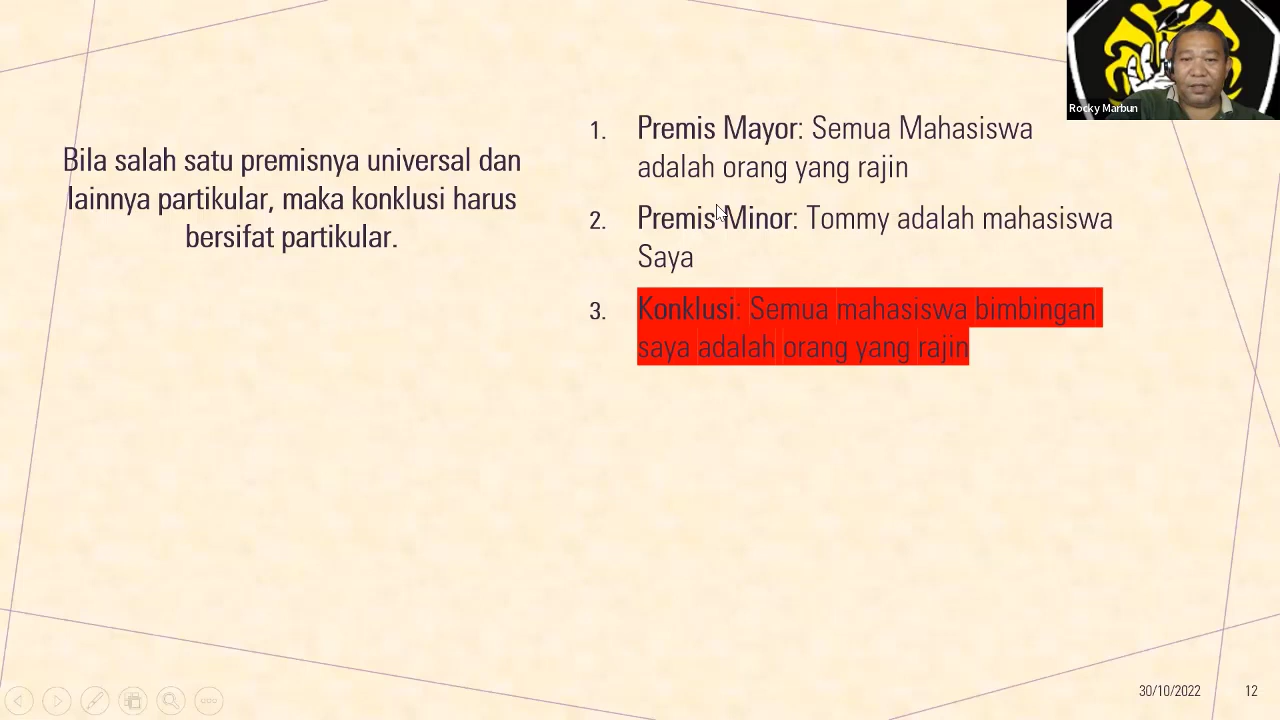 Rocky Marbun
Bila salah satu premisnya universal dan
lainnya partikular, maka konklusi harus
bersifat partikular.
1. Premis Mayor: Semua Mahasiswa
adalah orang yang rajin
2. Premis Minor: Tommy adalah mahasiswa
Saya
3. Konklusi: Semua mahasiswa bimbingan
saya adalah orang yang rajin
30/10/2022 12